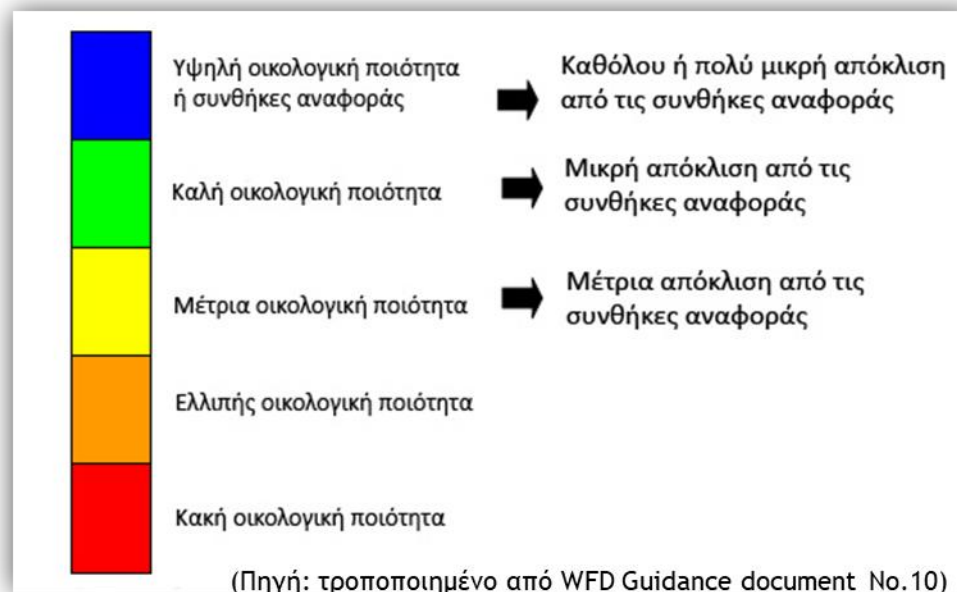 Υψηλή οικολογική ποιότητα
ή συνθήκες αναφοράς
Καθόλου ή πολύ μικρή απόκλιση
από τις συνθήκες αναφοράς
Καλή οικολογική ποιότητα
Μικρή απόκλιση από τις
συνθήκες αναφοράς
Μέτρια οικολογική ποιότητα
Μέτρια απόκλιση από τις
συνθήκες αναφοράς
Ελλιπής οικολογική ποιότητα
Κακή οικολογική ποιότητα
(Πηγή: τροποποιημένο από WFD Guidance document No.10)